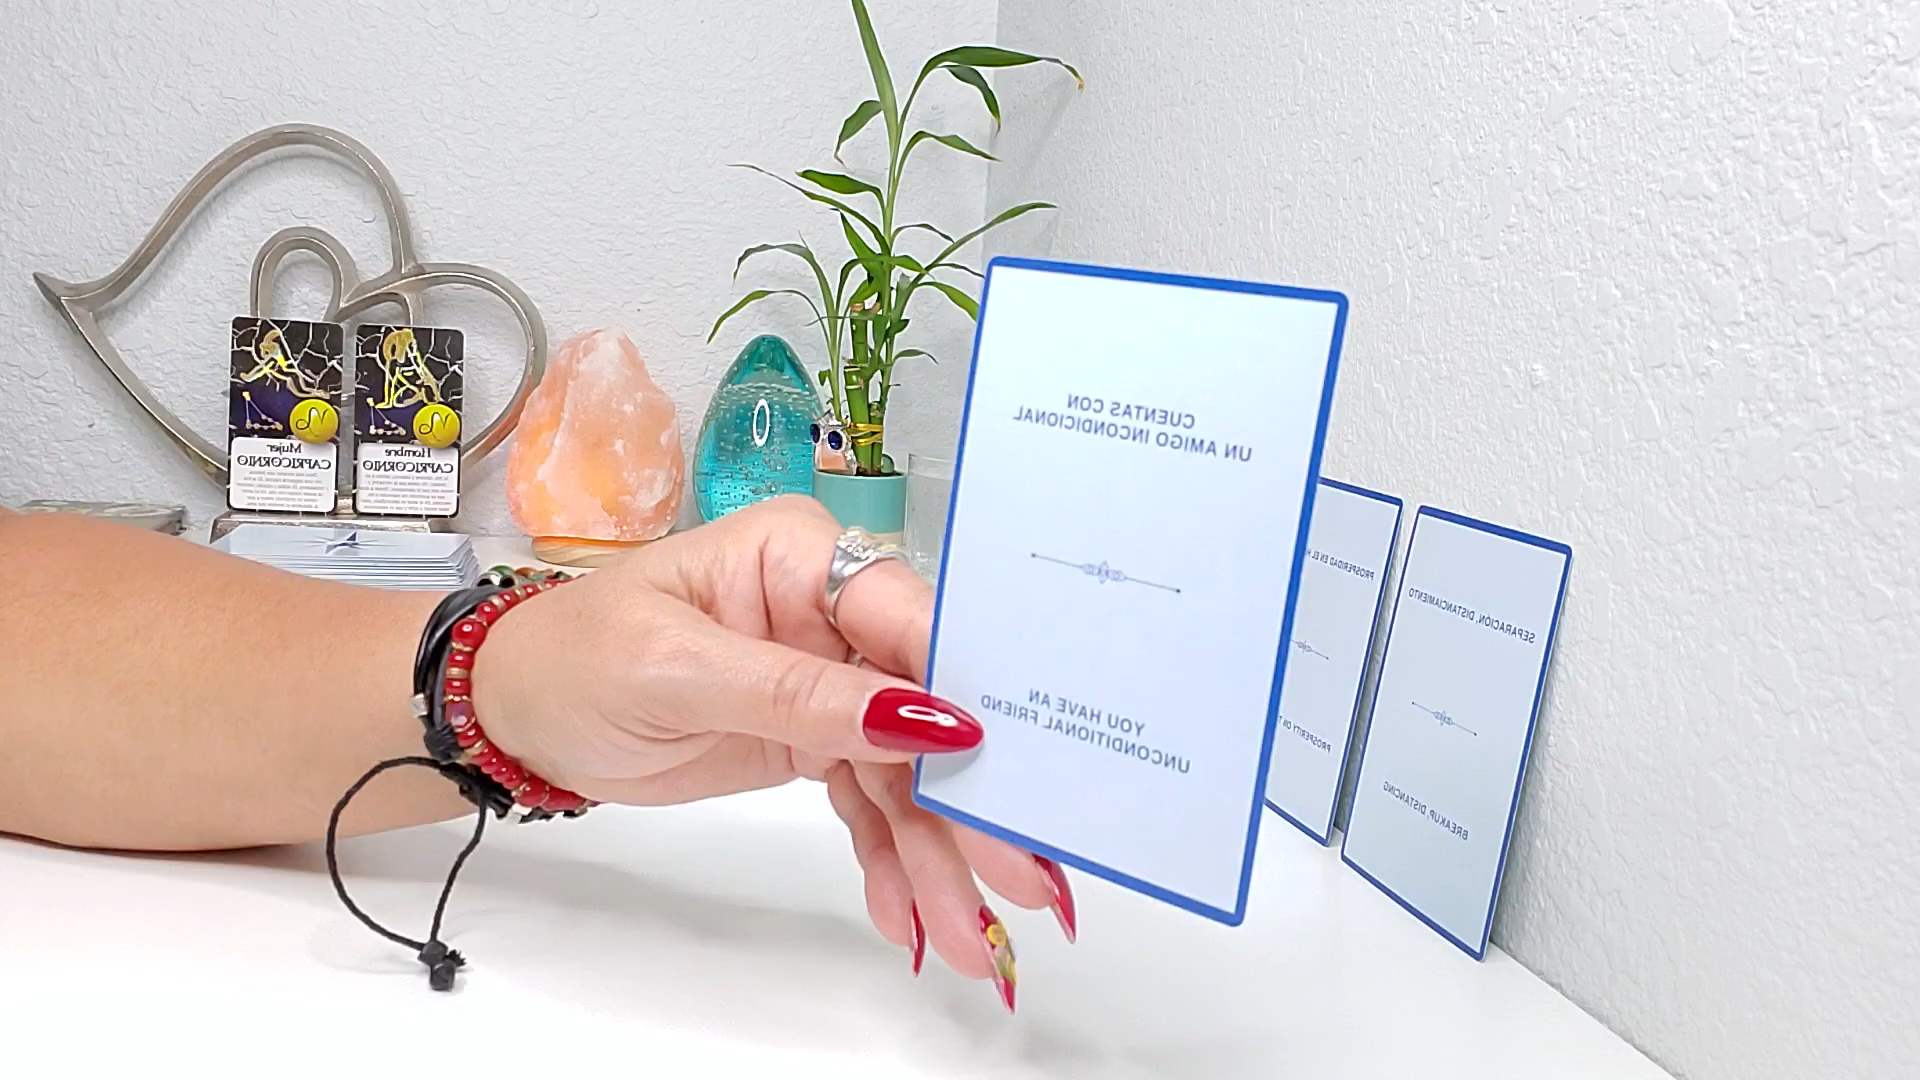 CUENTAS CON
UN AMIGO INCONDICIONAL
YOU HAVE AN
UNCONDITIONAL FRIEND
PROSPERIDAD EN EL
PROSPERITY ON
SEPARACIÓN, DISTANCIAMIENTO
BREAKUP, DISTANCING
Mujer
CAPRICORNIO
Hombre
CAPRICORNIO